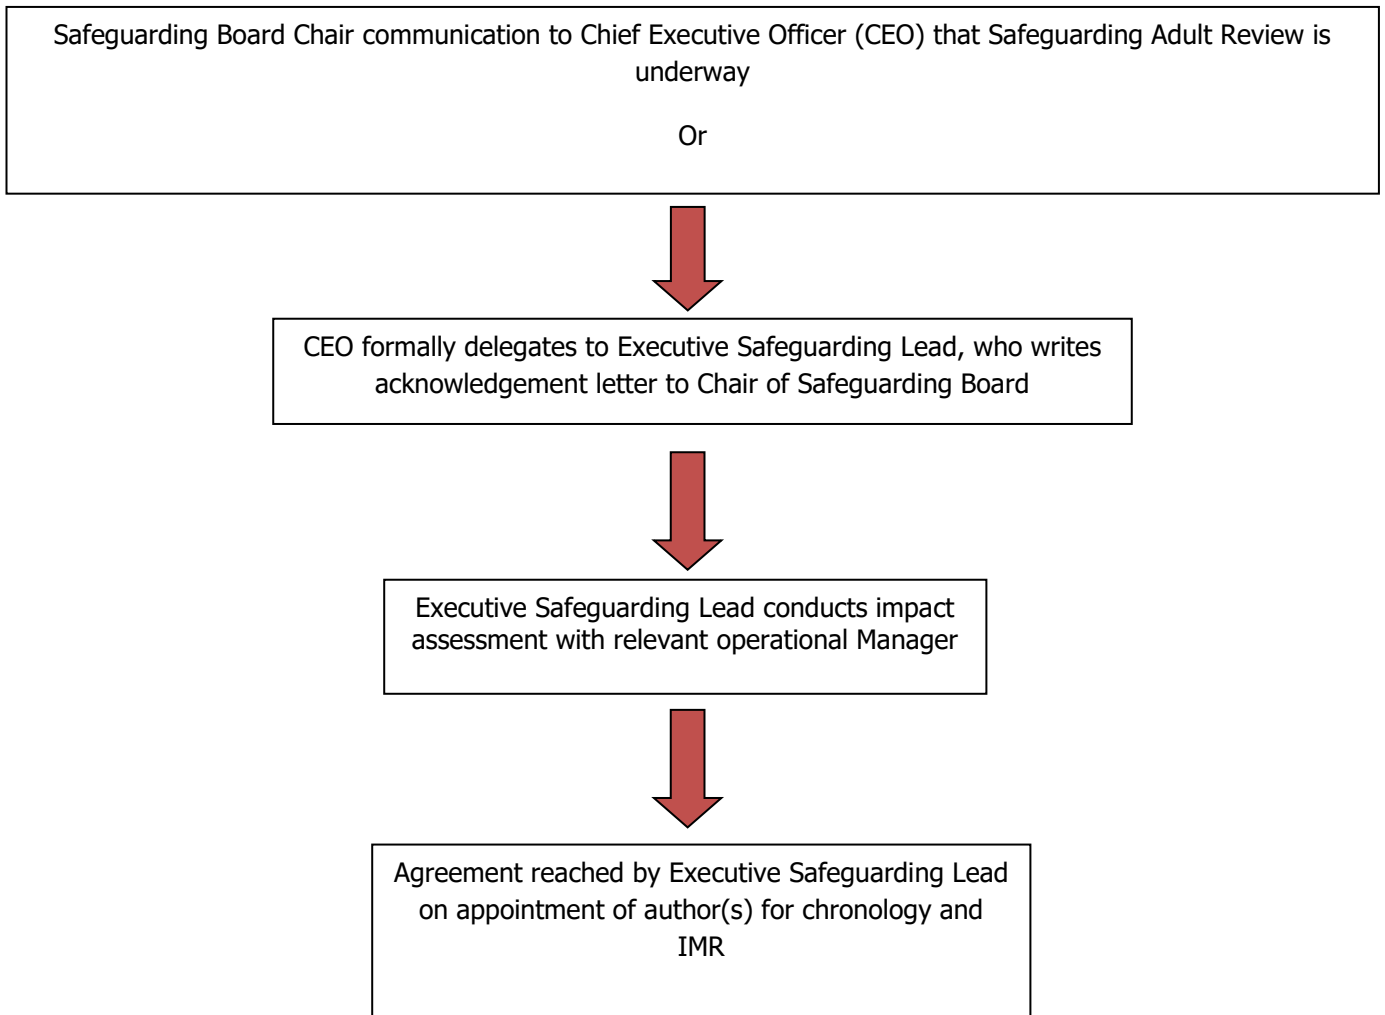 Safeguarding Board Chair communication to Chief Executive Officer (CEO) that Safeguarding Adult Review is
underway
Or
CEO formally delegates to Executive Safeguarding Lead, who writes
acknowledgement letter to Chair of Safeguarding Board
Executive Safeguarding Lead conducts impact
assessment with relevant operational Manager
Agreement reached by Executive Safeguarding Lead
on appointment of author(s) for chronology and
IMR